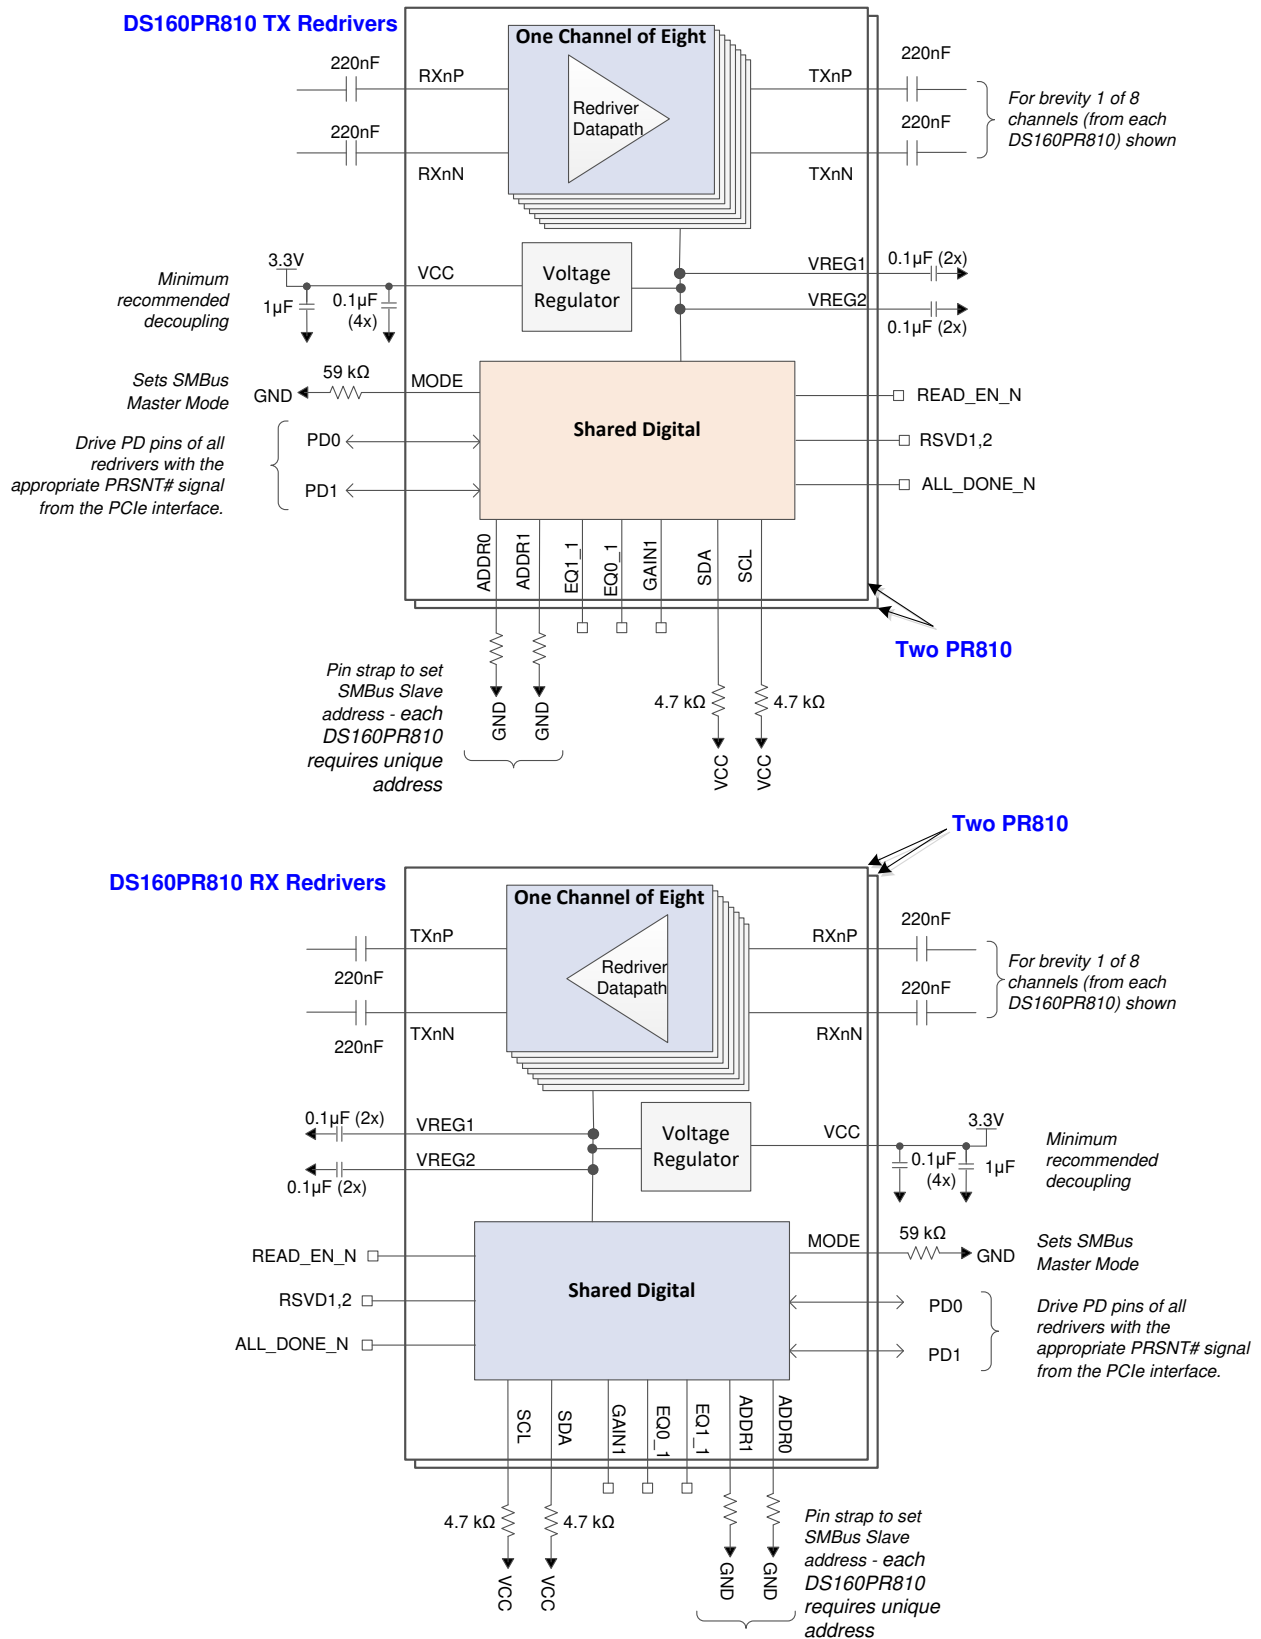 DS160PR810 TX Redrivers
One Channel of Eight
220nF
RXnP
TXnP
220nF
Redriver
Datapath
For brevity 1 of 8
channels (from each
DS160PR810) shown
220nF
RXnN
TXnN
220nF
Minimum
recommended
decoupling
3.3V
1µF
0.1µF
(4x)
VCC
Voltage
Regulator
VREG1
0.1µF (2x)
VREG2
0.1µF (2x)
Sets SMBus
Master Mode
GND
59 kΩ
MODE
Shared Digital
READ_EN_N
RSVD1,2
ALL_DONE_N
Drive PD pins of all
redrivers with the
appropriate PRSNT# signal
from the PCIe interface.
PD0
PD1
ADDR0
ADDR1
EQ1_1
EQ0_1
GAIN1
SDA
SCL
Two PR810
Pin strap to set
SMBus Slave
address - each
DS160PR810
requires unique
address
GND
GND
4.7 kΩ
4.7 kΩ
VCC
VCC
Two PR810
DS160PR810 RX Redrivers
One Channel of Eight
TXnP
220nF
RXnP
220nF
Redriver
Datapath
For brevity 1 of 8
channels (from each
DS160PR810) shown
TXnN
220nF
RXnN
220nF
0.1µF (2x)
VREG1
VREG2
0.1µF (2x)
Voltage
Regulator
VCC
3.3V
0.1µF
(4x)
1µF
Minimum
recommended
decoupling
READ_EN_N
RSVD1,2
ALL_DONE_N
Shared Digital
MODE
59 kΩ
GND
Sets SMBus
Master Mode
PD0
PD1
Drive PD pins of all
redrivers with the
appropriate PRSNT# signal
from the PCIe interface.
SCL
SDA
GAIN1
EQ0_1
EQ1_1
ADDR1
ADDR0
4.7 kΩ
4.7 kΩ
VCC
VCC
GND
GND
Pin strap to set
SMBus Slave
address - each
DS160PR810
requires unique
address